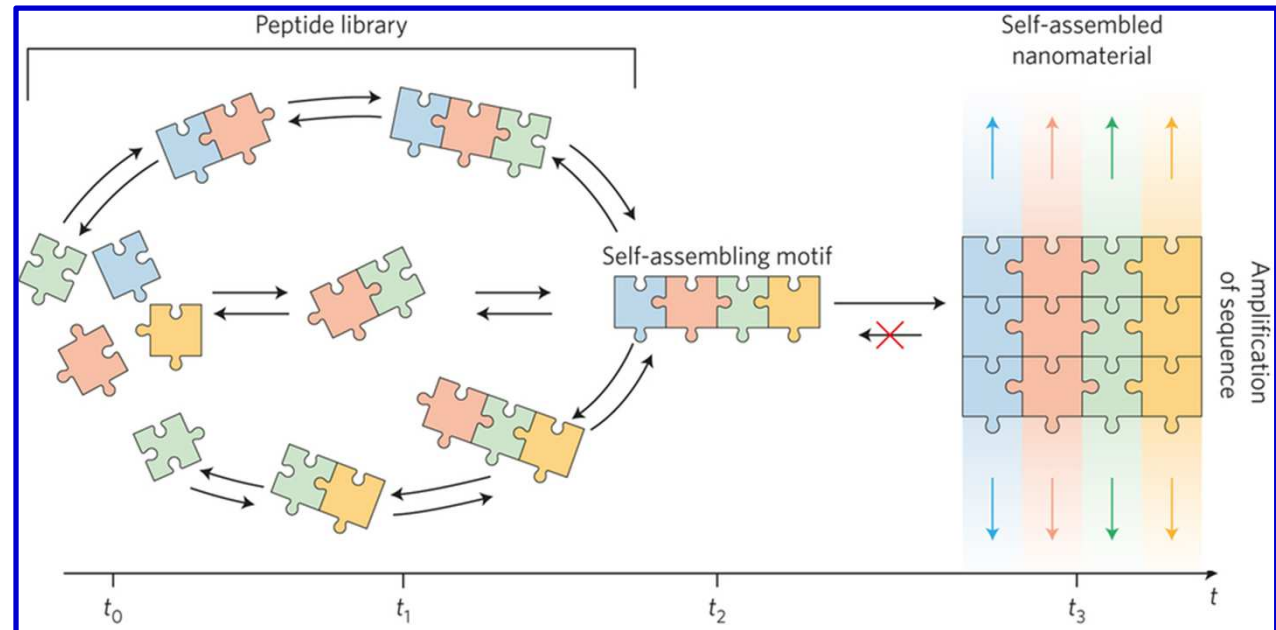 Peptide library
Self-assembled
nanomaterial
Self-assembling motif
Amplification
of sequence
t0
t1
t2
t3
t